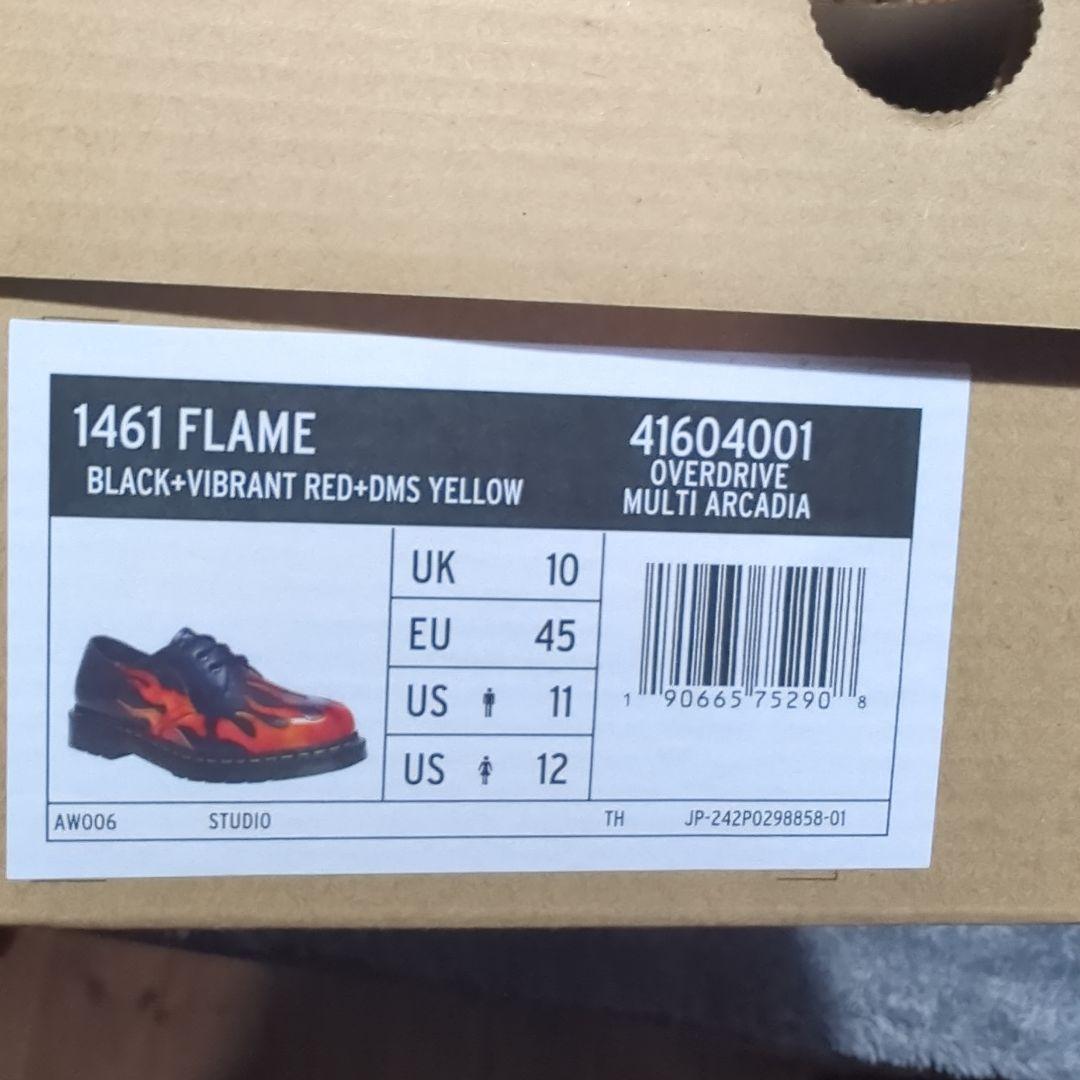 1461 FLAME
BLACK+VIBRANT RED+DMS YELLOW
41604001
OVERDRIVE
MULTI ARCADIA
UK 10
EU 45
US 11
US 12
1 90665 75290 8
AW006 STUDIO TH JP-242P0298858-01